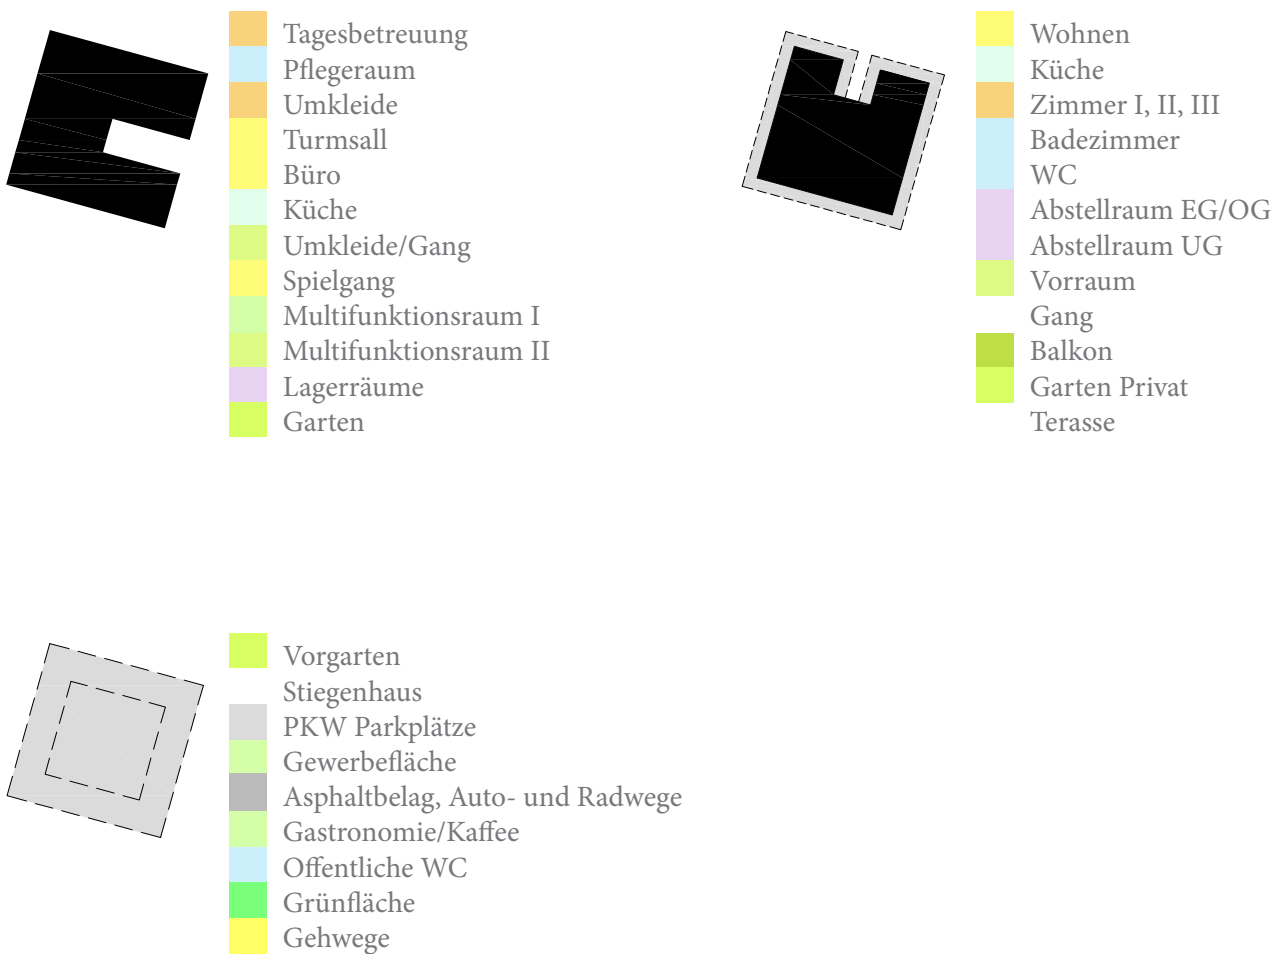 Tagesbetreuung
Pflegeraum
Umkleide
Turmsall
Büro
Küche
Umkleide/Gang
Spielgang
Multifunktionsraum I
Multifunktionsraum II
Lagerräume
Garten
Wohnen
Küche
Zimmer I, II, III
Badezimmer
WC
Abstellraum EG/OG
Abstellraum UG
Vorraum
Gang
Balkon
Garten Privat
Terasse
Vorgarten
Stiegenhaus
PKW Parkplätze
Gewerbefläche
Asphaltbelag, Auto- und Radwege
Gastronomie/Kaffee
Offentliche WC
Grünfläche
Gehwege